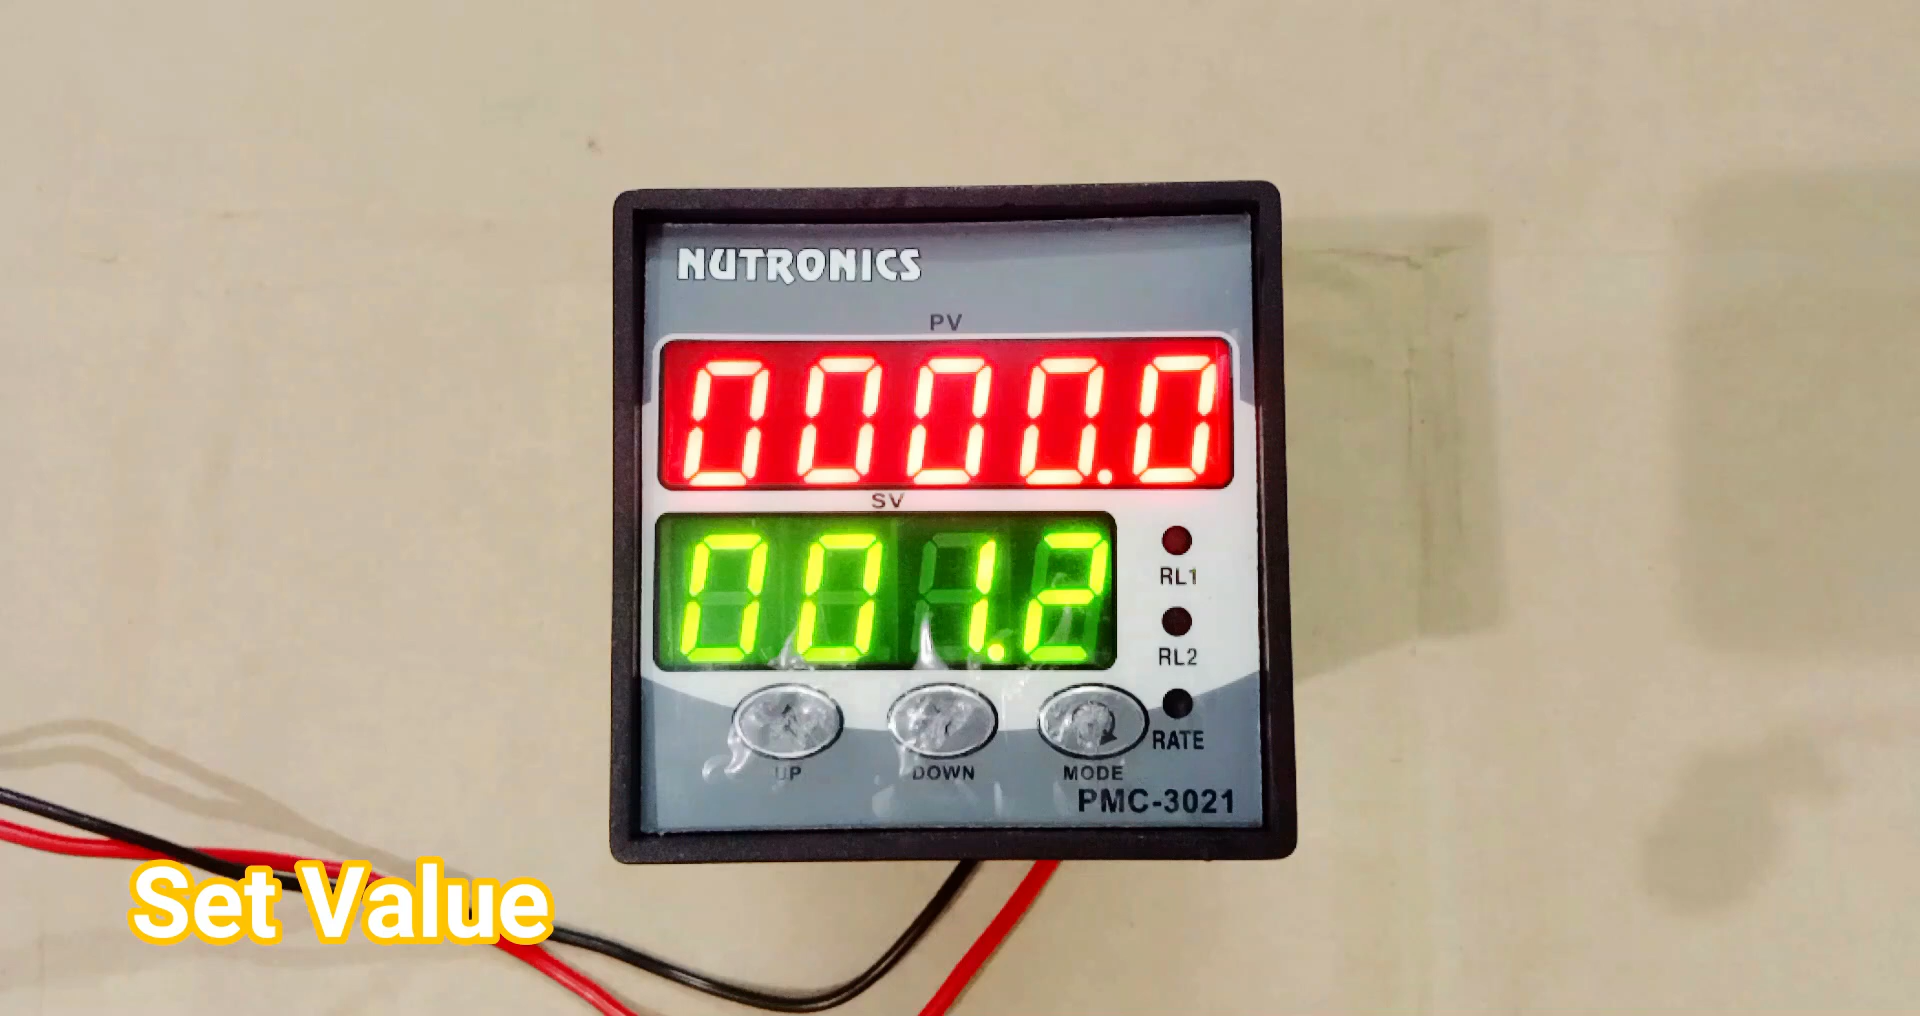 NUTRONICS
PV
0000.0
SV
001.2
RL1
RL2
RATE
UP DOWN MODE
PMC-3021
Set Value